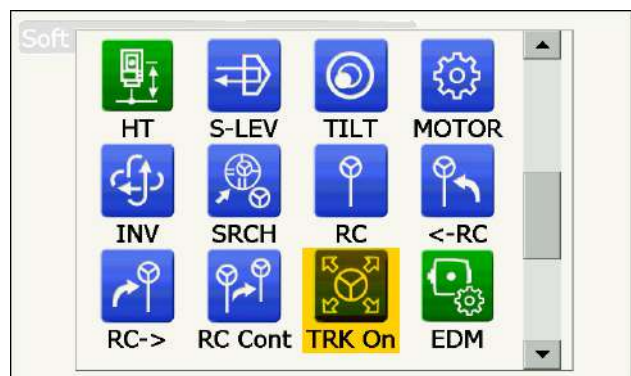 Soft
HT S-LEV TILT MOTOR
INV SRCH RC <-RC
RC-> RC Cont TRK On EDM